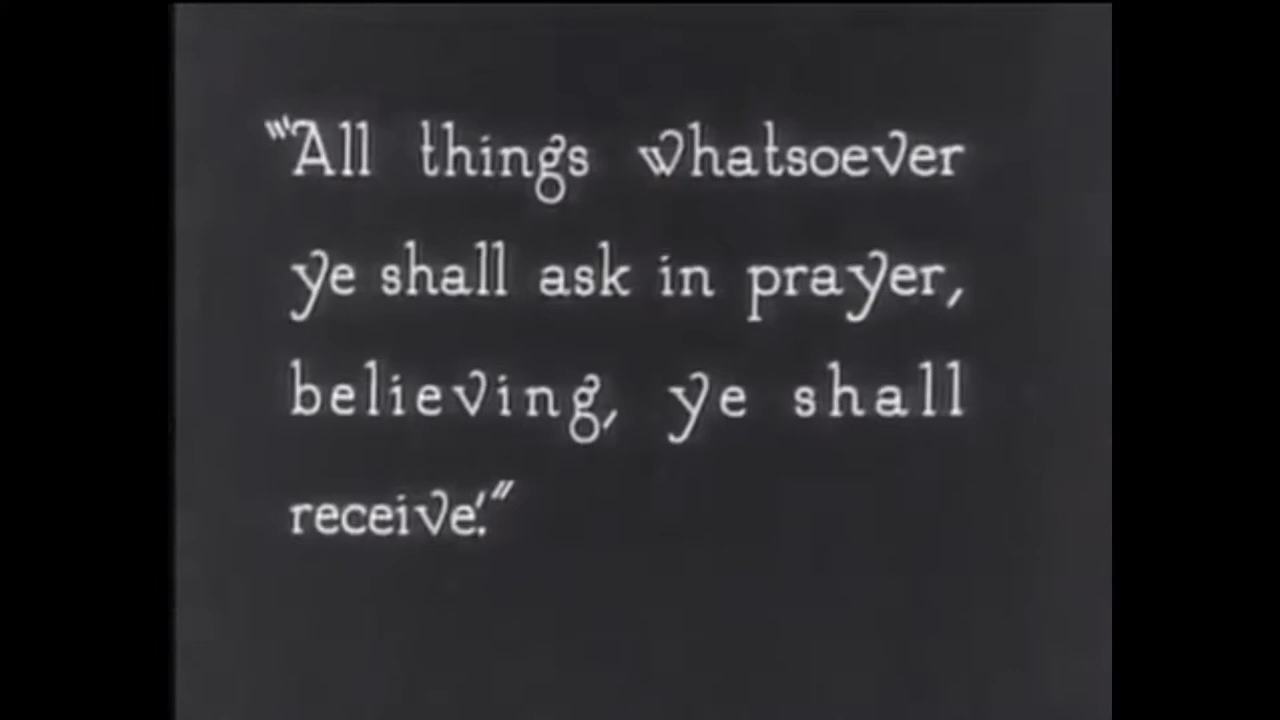 "'All things whatsoever
ye shall ask in prayer,
believing, ye shall
receive'."